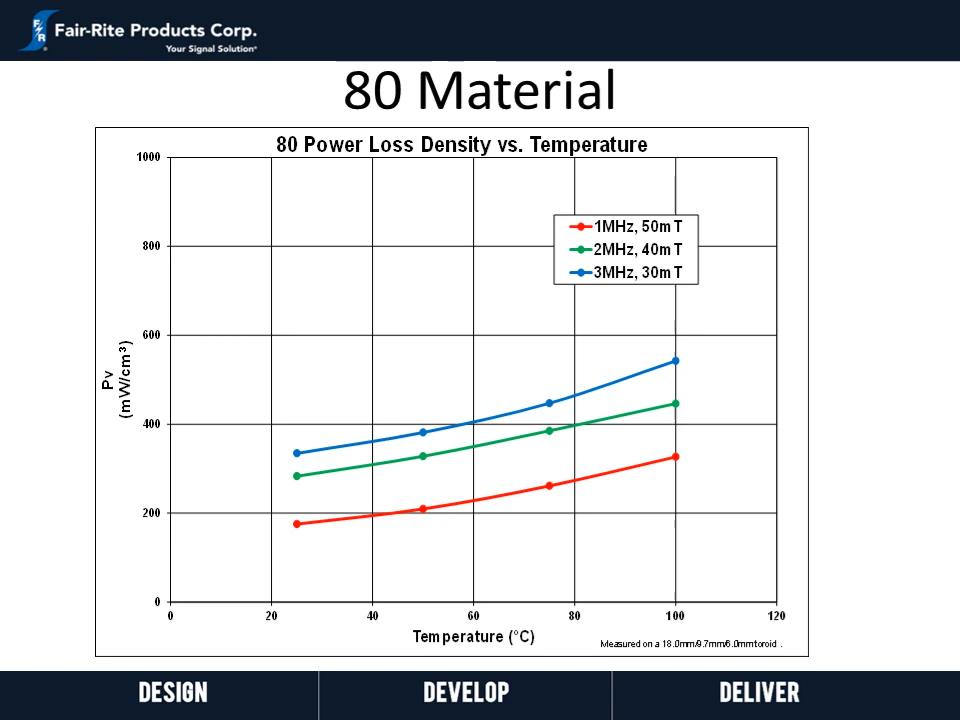 Fair-Rite Products Corp.
Your Signal Solution®
80 Material
80 Power Loss Density vs. Temperature
1000
800
600
400
200
0
Pv
(mW/cm³)
1MHz, 50mT
2MHz, 40mT
3MHz, 30mT
0 20 40 60 80 100 120
Temperature (°C)
Measured on a 18.0mm/9.7mm/6.0mm toroid .
DESIGN DEVELOP DELIVER